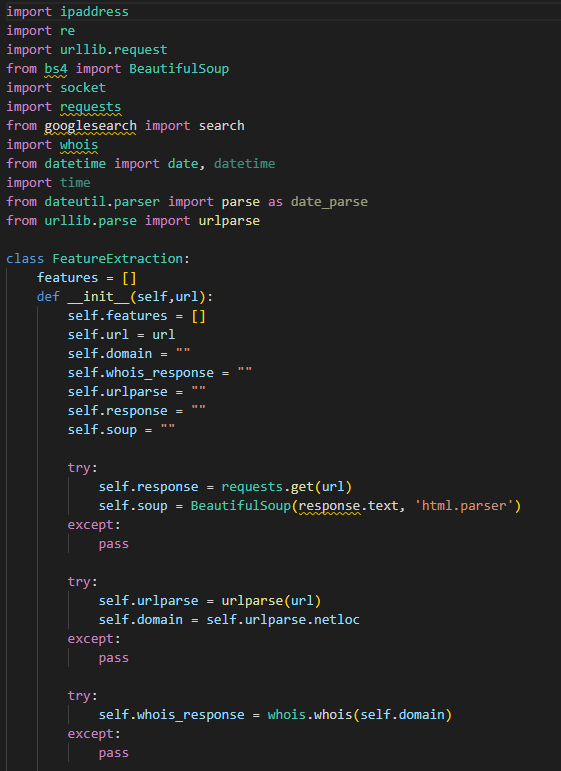 import ipaddress
import re
import urllib.request
from bs4 import BeautifulSoup
import socket
import requests
from googlesearch import search
import whois
from datetime import date, datetime
import time
from dateutil.parser import parse as date_parse
from urllib.parse import urlparse

class FeatureExtraction:
    features = []
    def __init__(self,url):
        self.features = []
        self.url = url
        self.domain = ""
        self.whois_response = ""
        self.urlparse = ""
        self.response = ""
        self.soup = ""

        try:
            self.response = requests.get(url)
            self.soup = BeautifulSoup(response.text, 'html.parser')
        except:
            pass

        try:
            self.urlparse = urlparse(url)
            self.domain = self.urlparse.netloc
        except:
            pass

        try:
            self.whois_response = whois.whois(self.domain)
        except:
            pass